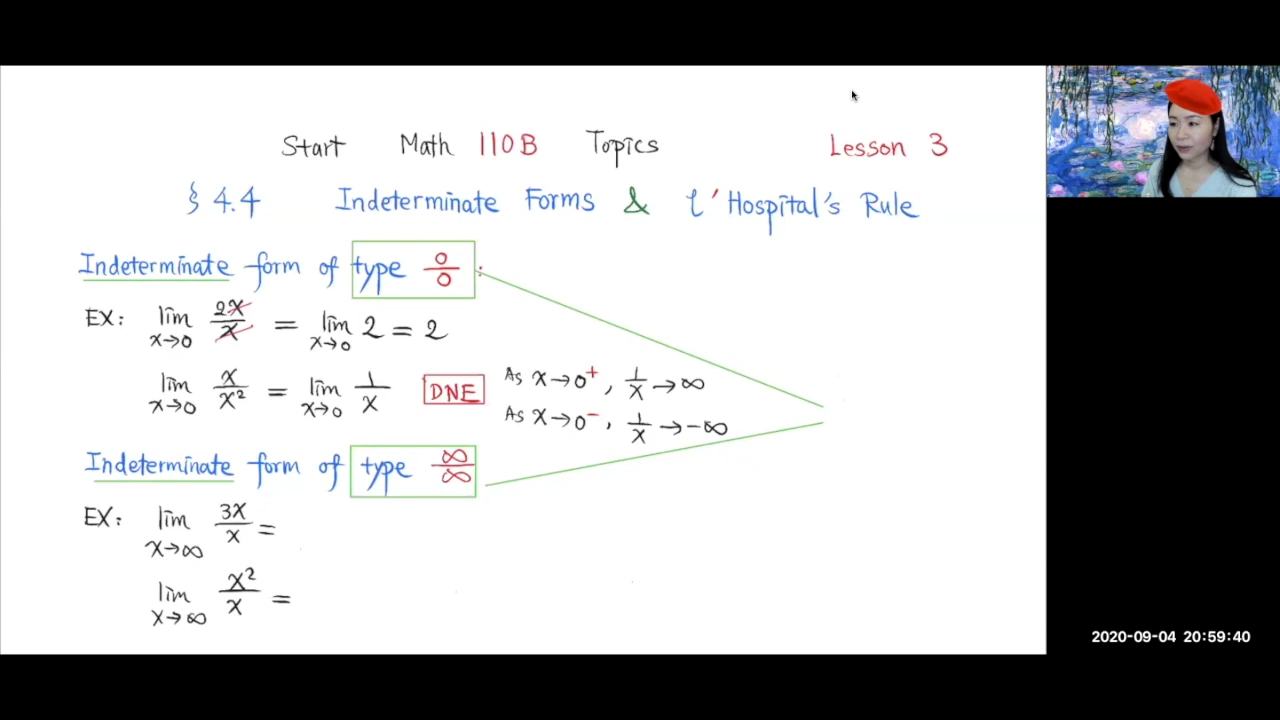 Start Math 110B Topics Lesson 3
§ 4.4 Indeterminate Forms & l'Hospital's Rule
Indeterminate form of type 0/0 :
EX: lim x→0 2x/x = lim x→0 2 = 2
lim x→0 x/x² = lim x→0 1/x DNE As x→0⁺, 1/x → ∞
As x→0⁻, 1/x → -∞
Indeterminate form of type ∞/∞
EX: lim x→∞ 3x/x =
lim x→∞ x²/x =
2020-09-04 20:59:40